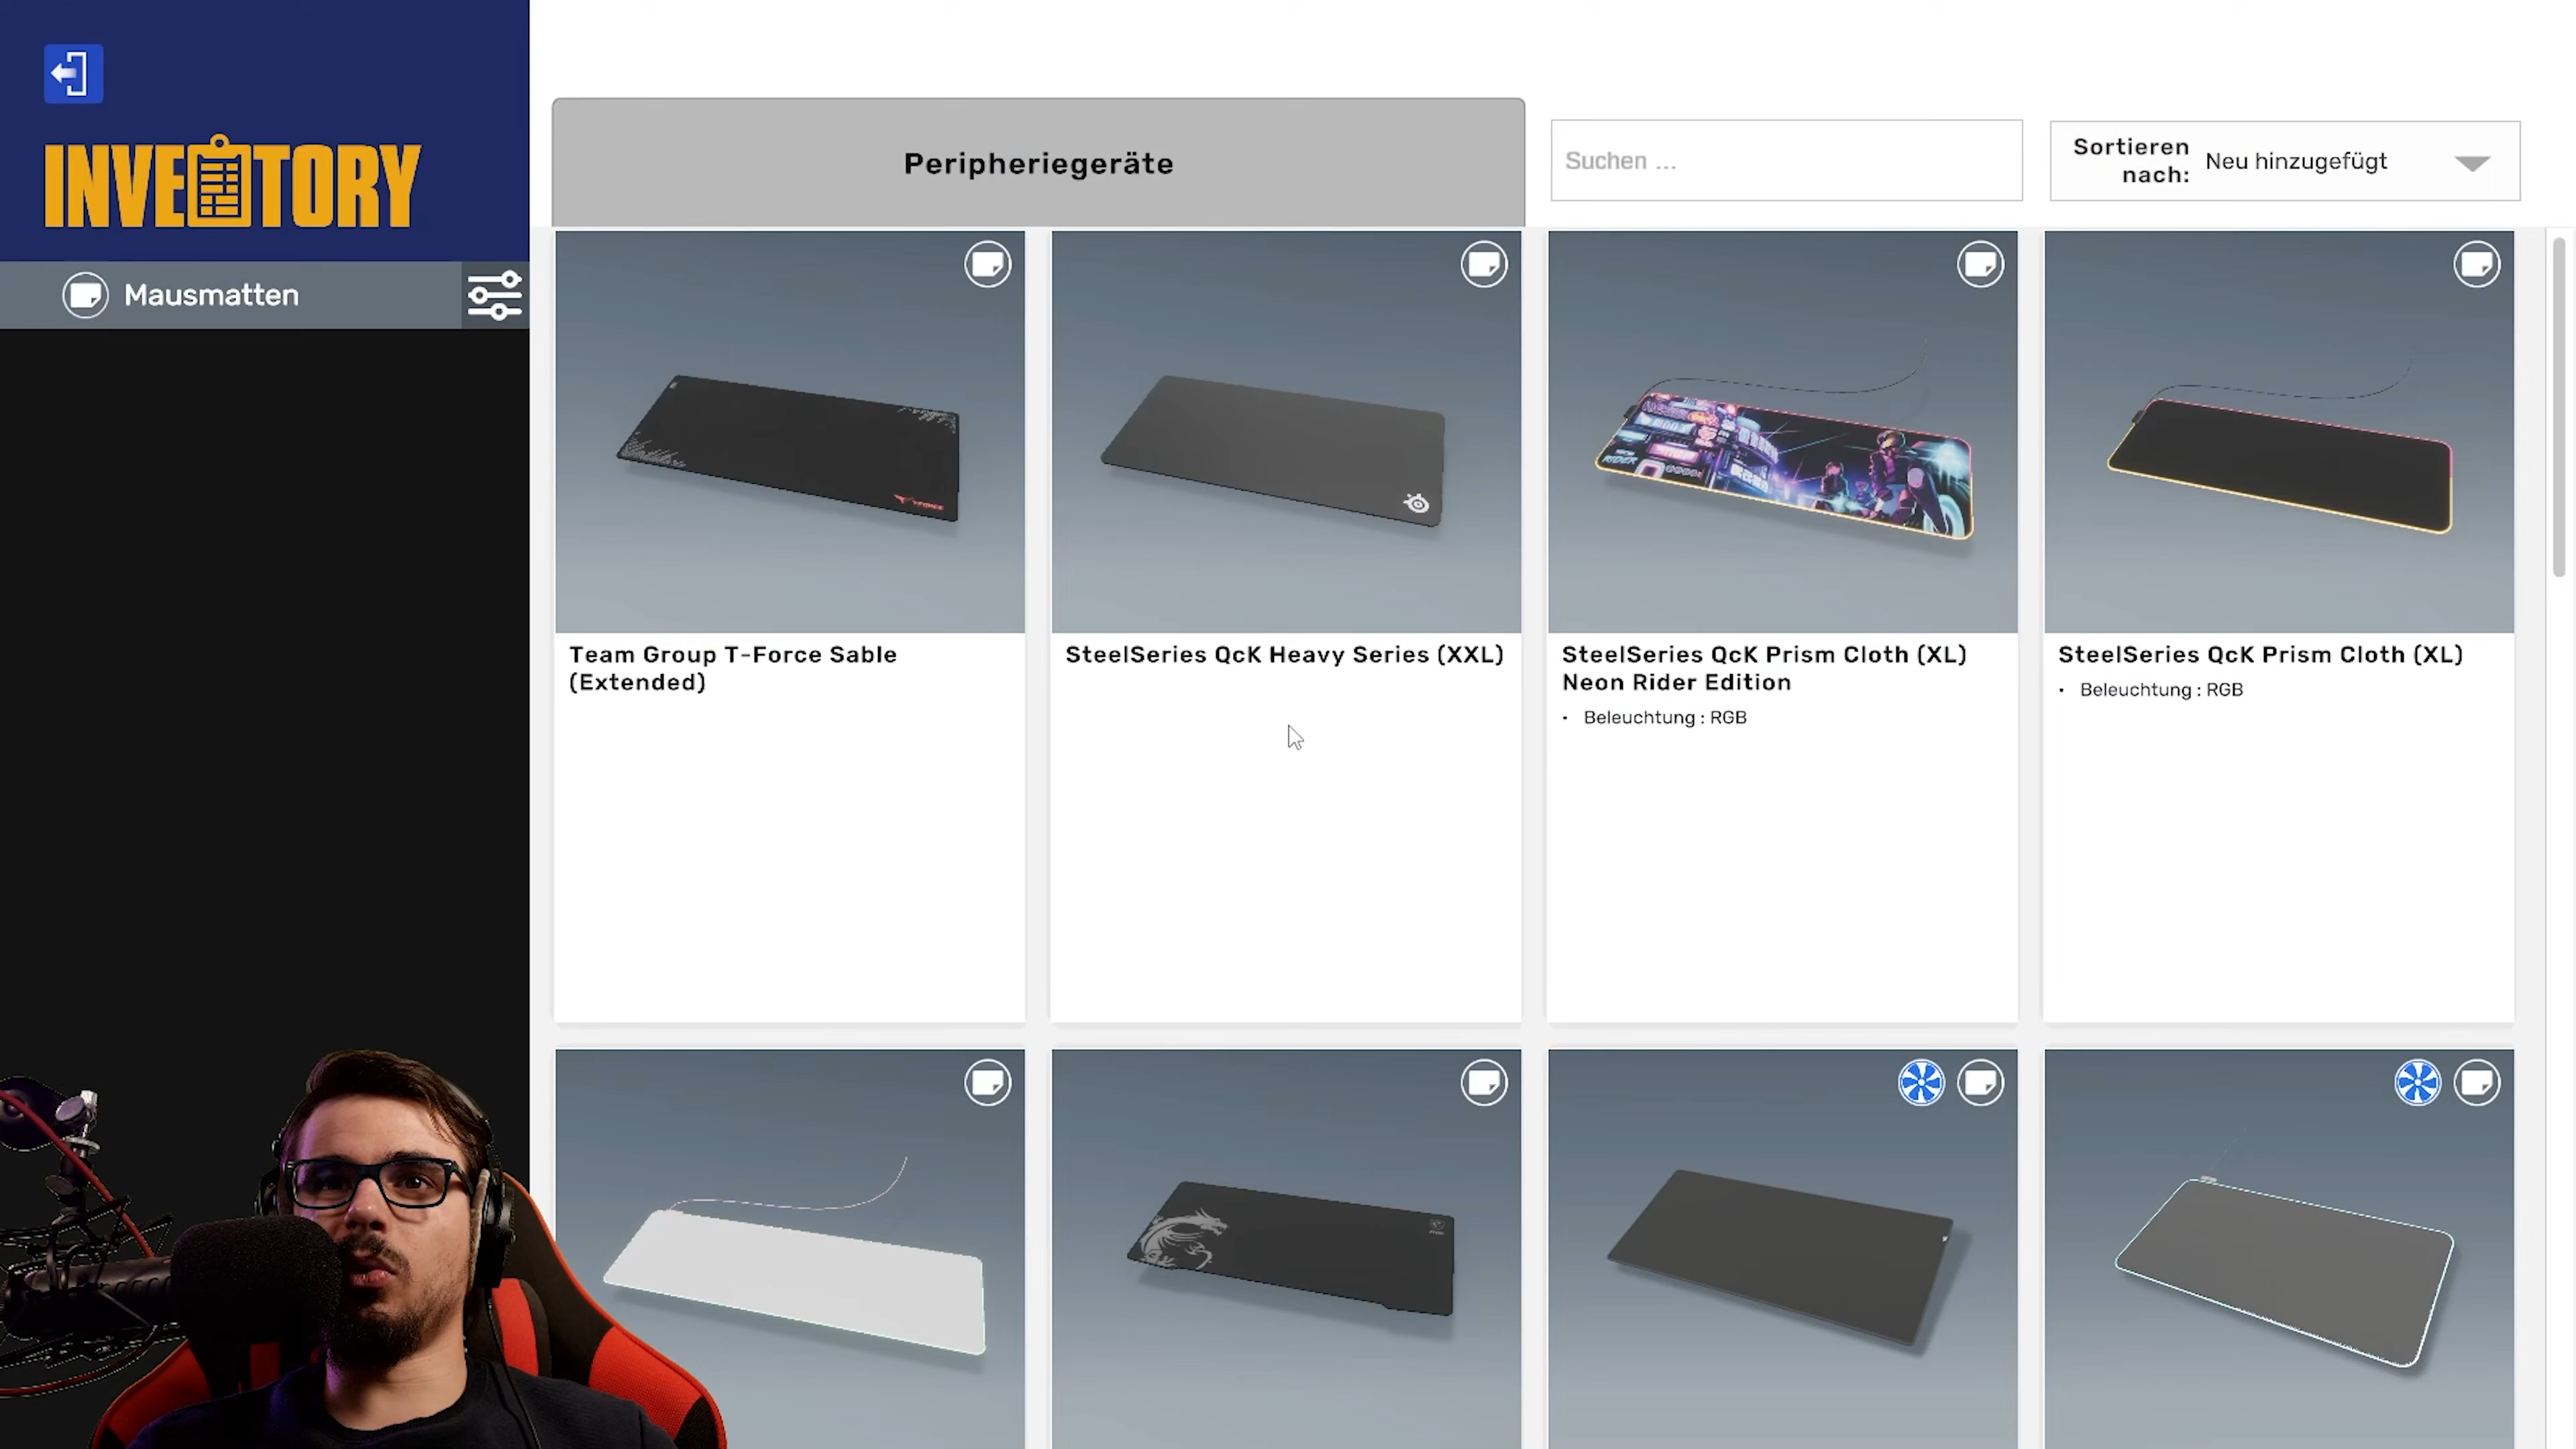 INVENTORY
Mausmatten
Peripheriegeräte
Suchen ...
Sortieren nach: Neu hinzugefügt
Team Group T-Force Sable
(Extended)
SteelSeries QcK Heavy Series (XXL)
SteelSeries QcK Prism Cloth (XL)
Neon Rider Edition
• Beleuchtung : RGB
SteelSeries QcK Prism Cloth (XL)
• Beleuchtung : RGB